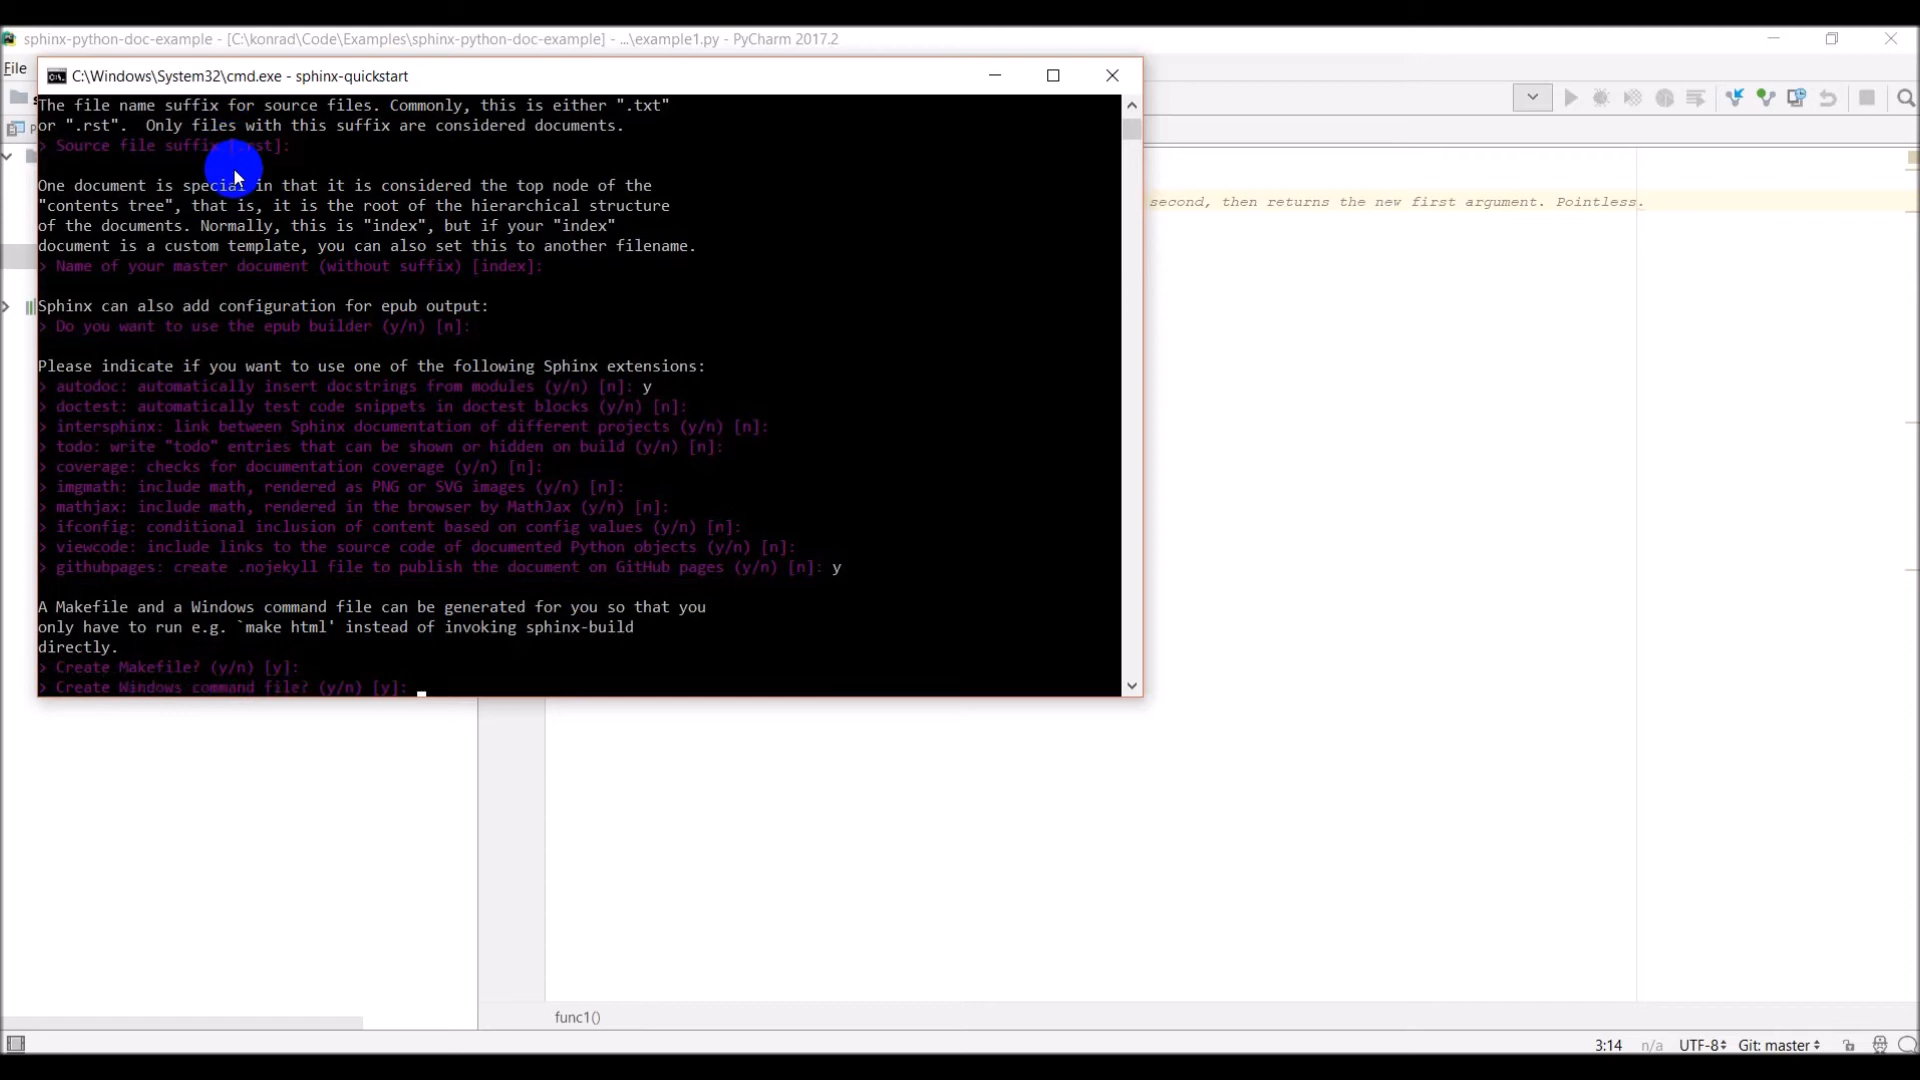 sphinx-python-doc-example - [C:\konrad\Code\Examples\sphinx-python-doc-example] - ...\example1.py - PyCharm 2017.2
File
C:\Windows\System32\cmd.exe - sphinx-quickstart
The file name suffix for source files. Commonly, this is either ".txt"
or ".rst".  Only files with this suffix are considered documents.
> Source file suffix [.rst]:
One document is special in that it is considered the top node of the
"contents tree", that is, it is the root of the hierarchical structure
of the documents. Normally, this is "index", but if your "index"
document is a custom template, you can also set this to another filename.
> Name of your master document (without suffix) [index]:
Sphinx can also add configuration for epub output:
> Do you want to use the epub builder (y/n) [n]:
Please indicate if you want to use one of the following Sphinx extensions:
> autodoc: automatically insert docstrings from modules (y/n) [n]: y
> doctest: automatically test code snippets in doctest blocks (y/n) [n]:
> intersphinx: link between Sphinx documentation of different projects (y/n) [n]:
> todo: write "todo" entries that can be shown or hidden on build (y/n) [n]:
> coverage: checks for documentation coverage (y/n) [n]:
> imgmath: include math, rendered as PNG or SVG images (y/n) [n]:
> mathjax: include math, rendered in the browser by MathJax (y/n) [n]:
> ifconfig: conditional inclusion of content based on config values (y/n) [n]:
> viewcode: include links to the source code of documented Python objects (y/n) [n]:
> githubpages: create .nojekyll file to publish the document on GitHub pages (y/n) [n]: y
A Makefile and a Windows command file can be generated for you so that you
only have to run e.g. `make html' instead of invoking sphinx-build
directly.
> Create Makefile? (y/n) [y]:
> Create Windows command file? (y/n) [y]:
second, then returns the new first argument. Pointless.
func1()
3:14 n/a UTF-8 Git: master